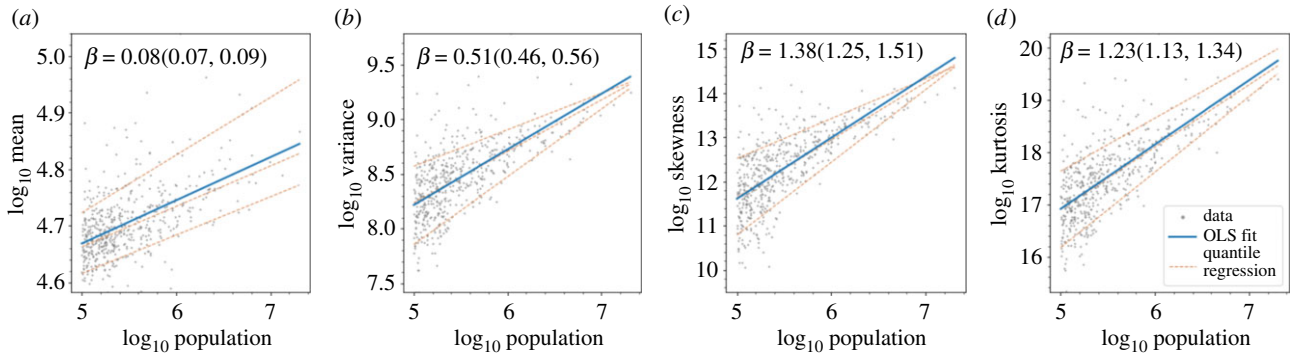 (a)
β = 0.08(0.07, 0.09)
5.0
4.9
4.8
4.7
4.6
log10 mean
5 6 7
log10 population
(b)
β = 0.51(0.46, 0.56)
9.5
9.0
8.5
8.0
7.5
log10 variance
5 6 7
log10 population
(c)
β = 1.38(1.25, 1.51)
15
14
13
12
11
10
log10 skewness
5 6 7
log10 population
(d)
β = 1.23(1.13, 1.34)
20
19
18
17
16
log10 kurtosis
data
OLS fit
quantile
regression
5 6 7
log10 population